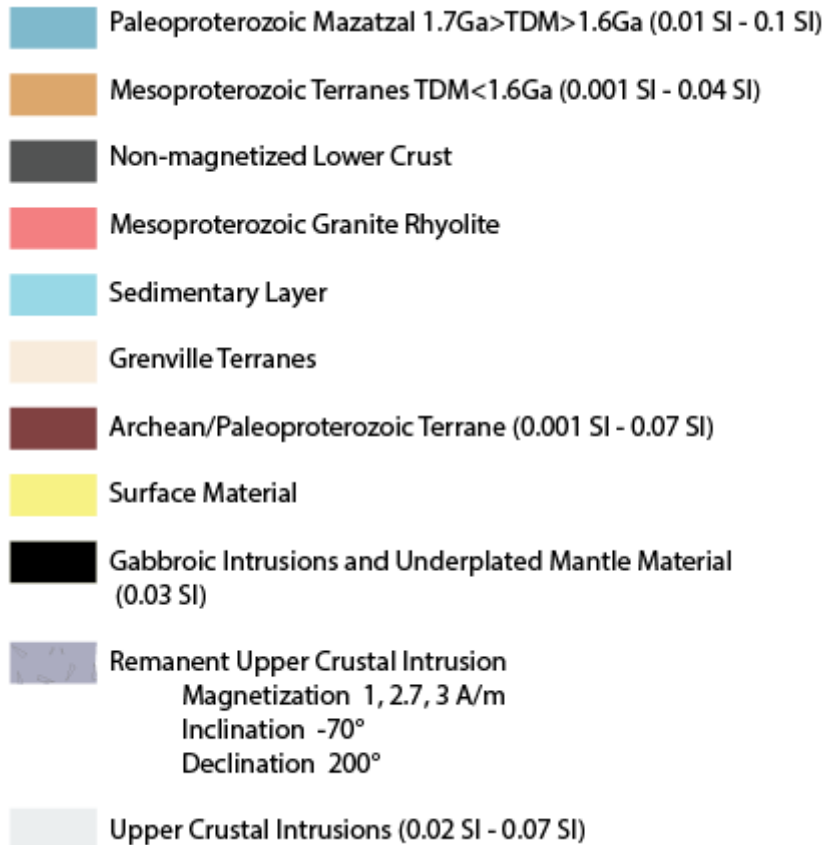 Paleoproterozoic Mazatzal 1.7Ga>TDM>1.6Ga (0.01 SI - 0.1 SI)
Mesoproterozoic Terranes TDM<1.6Ga (0.001 SI - 0.04 SI)
Non-magnetized Lower Crust
Mesoproterozoic Granite Rhyolite
Sedimentary Layer
Grenville Terranes
Archean/Paleoproterozoic Terrane (0.001 SI - 0.07 SI)
Surface Material
Gabbroic Intrusions and Underplated Mantle Material
(0.03 SI)
Remanent Upper Crustal Intrusion
Magnetization 1, 2.7, 3 A/m
Inclination -70°
Declination 200°
Upper Crustal Intrusions (0.02 SI - 0.07 SI)